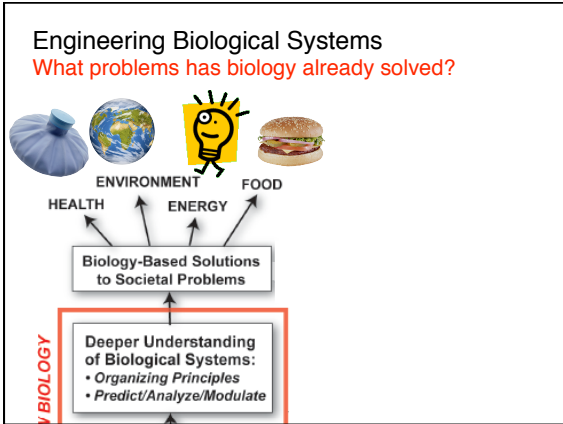 Engineering Biological Systems
What problems has biology already solved?
ENVIRONMENT
FOOD
HEALTH
ENERGY
Biology-Based Solutions
to Societal Problems
Deeper Understanding
of Biological Systems:
• Organizing Principles
• Predict/Analyze/Modulate
BIOLOGY